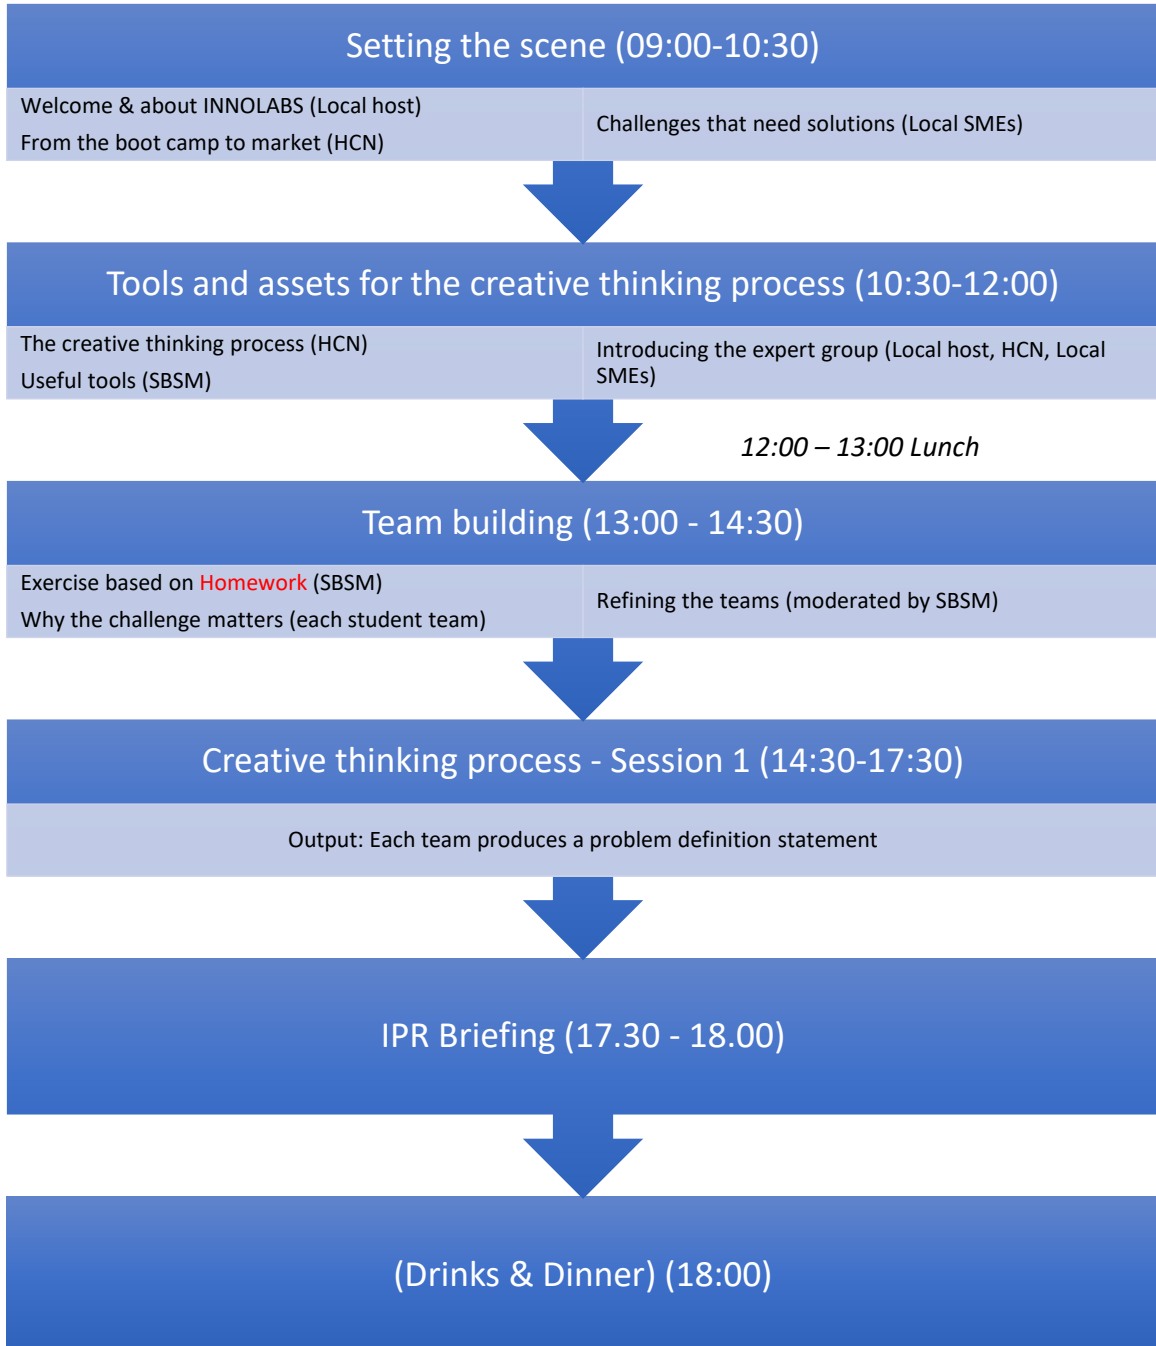 Setting the scene (09:00-10:30)
Welcome & about INNOLABS (Local host)
From the boot camp to market (HCN)
Challenges that need solutions (Local SMEs)
Tools and assets for the creative thinking process (10:30-12:00)
The creative thinking process (HCN)
Useful tools (SBSM)
Introducing the expert group (Local host, HCN, Local
SMEs)
12:00 – 13:00 Lunch
Team building (13:00 - 14:30)
Exercise based on Homework (SBSM)
Why the challenge matters (each student team)
Refining the teams (moderated by SBSM)
Creative thinking process - Session 1 (14:30-17:30)
Output: Each team produces a problem definition statement
IPR Briefing (17.30 - 18.00)
(Drinks & Dinner) (18:00)